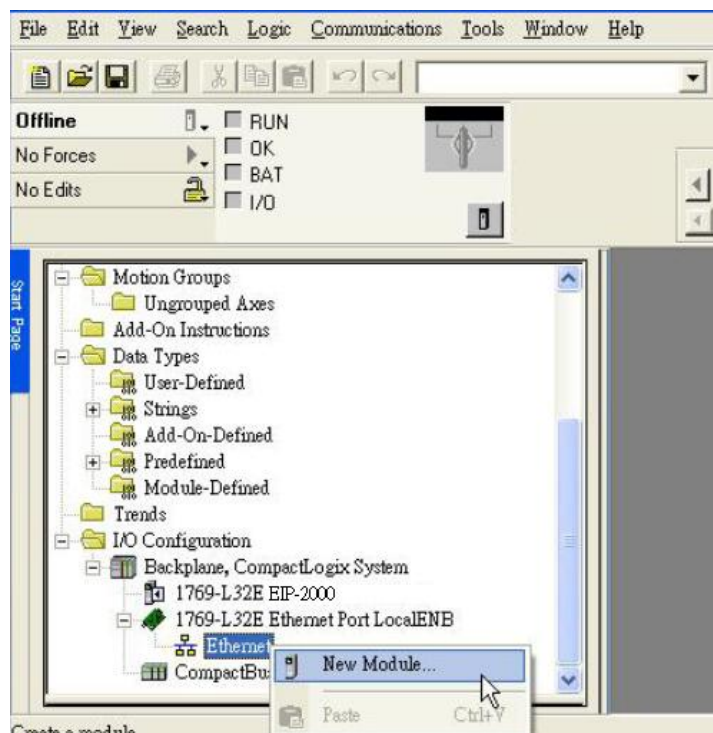 File Edit View Search Logic Communications Tools Window Help
Offline
RUN
No Forces
OK
No Edits
BAT
I/O
Start Page
Motion Groups
Ungrouped Axes
Add-On Instructions
Data Types
User-Defined
Strings
Add-On-Defined
Predefined
Module-Defined
Trends
I/O Configuration
Backplane, CompactLogix System
1769-L32E EIP-2000
1769-L32E Ethernet Port LocalENB
Ethernet
New Module...
CompactBu
Paste Ctrl+V
Create a module